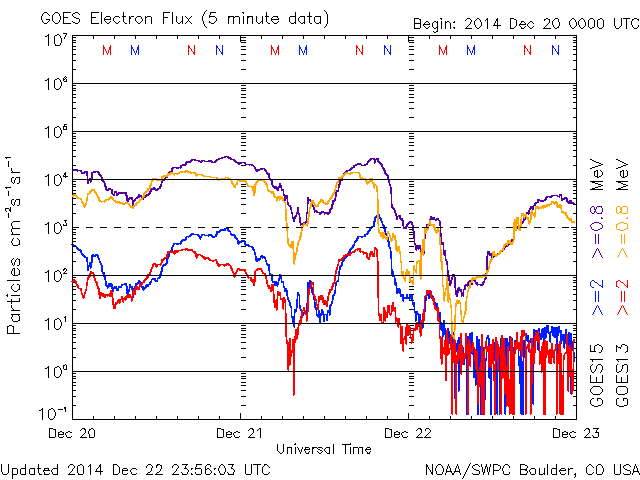 GOES Electron Flux (5 minute data)
Begin: 2014 Dec 20 0000 UTC
M M N N M M N N M M N N
10⁷
10⁶
10⁵
10⁴
10³
10²
10¹
10⁰
10⁻¹
Particles cm⁻²s⁻¹sr⁻¹
Dec 20 Dec 21 Dec 22 Dec 23
Universal Time
GOES15 >=2 >=0.8 MeV
GOES13 >=2 >=0.8 MeV
Updated 2014 Dec 22 23:56:03 UTC
NOAA/SWPC Boulder, CO USA